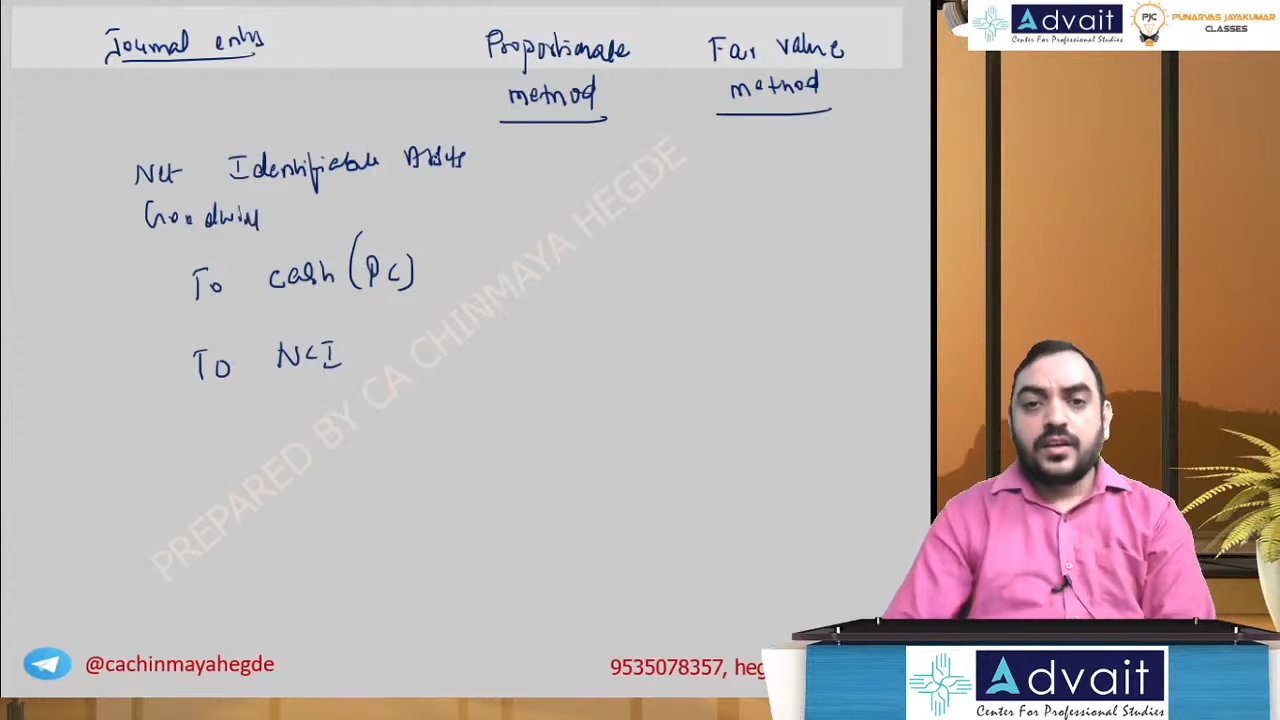 Journal entry
Proportionate method
Fair value method
Net Identifiable Assets
Goodwill
To cash (PC)
To NCI
PREPARED BY CA CHINMAYA HEGDE
@cachinmayahegde
9535078357, heg
Advait
Center For Professional Studies
PJC
PUNARVAS JAYAKUMAR
CLASSES
Advait
Center For Professional Studies